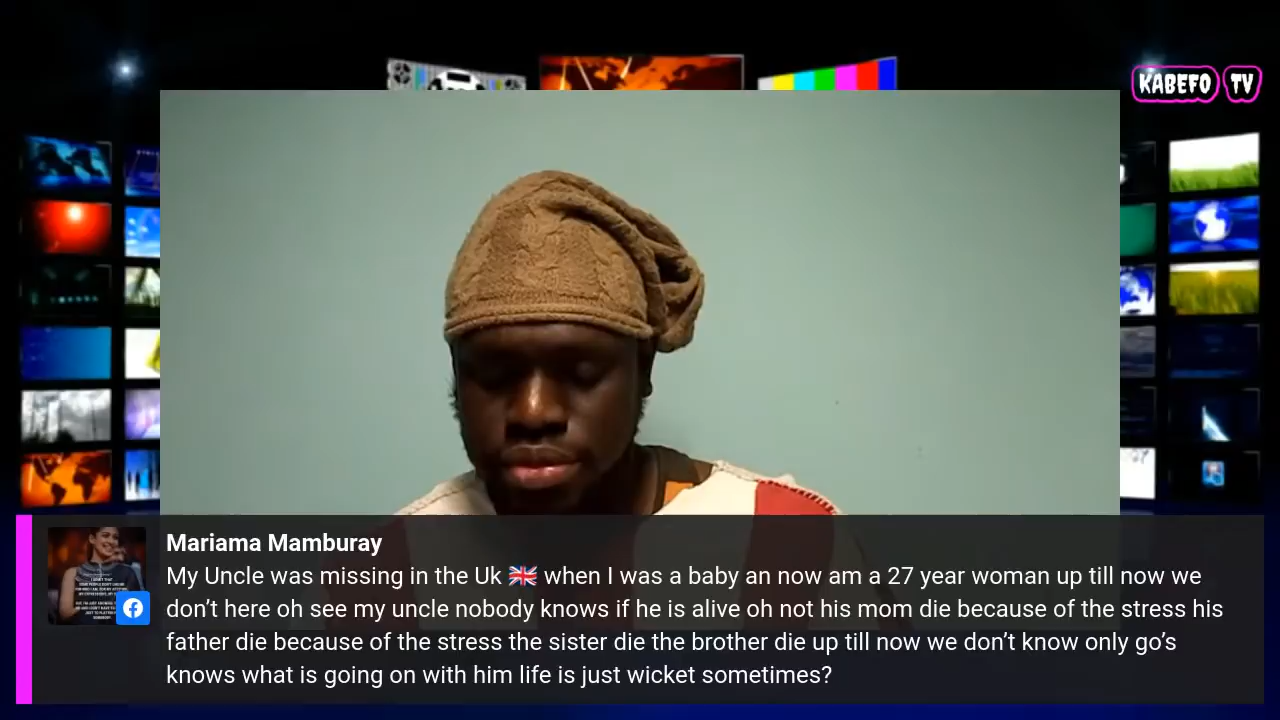 KABEFO TV
Mariama Mamburay
My Uncle was missing in the Uk 🇬🇧 when I was a baby an now am a 27 year woman up till now we
don’t here oh see my uncle nobody knows if he is alive oh not his mom die because of the stress his
father die because of the stress the sister die the brother die up till now we don’t know only go’s
knows what is going on with him life is just wicket sometimes?